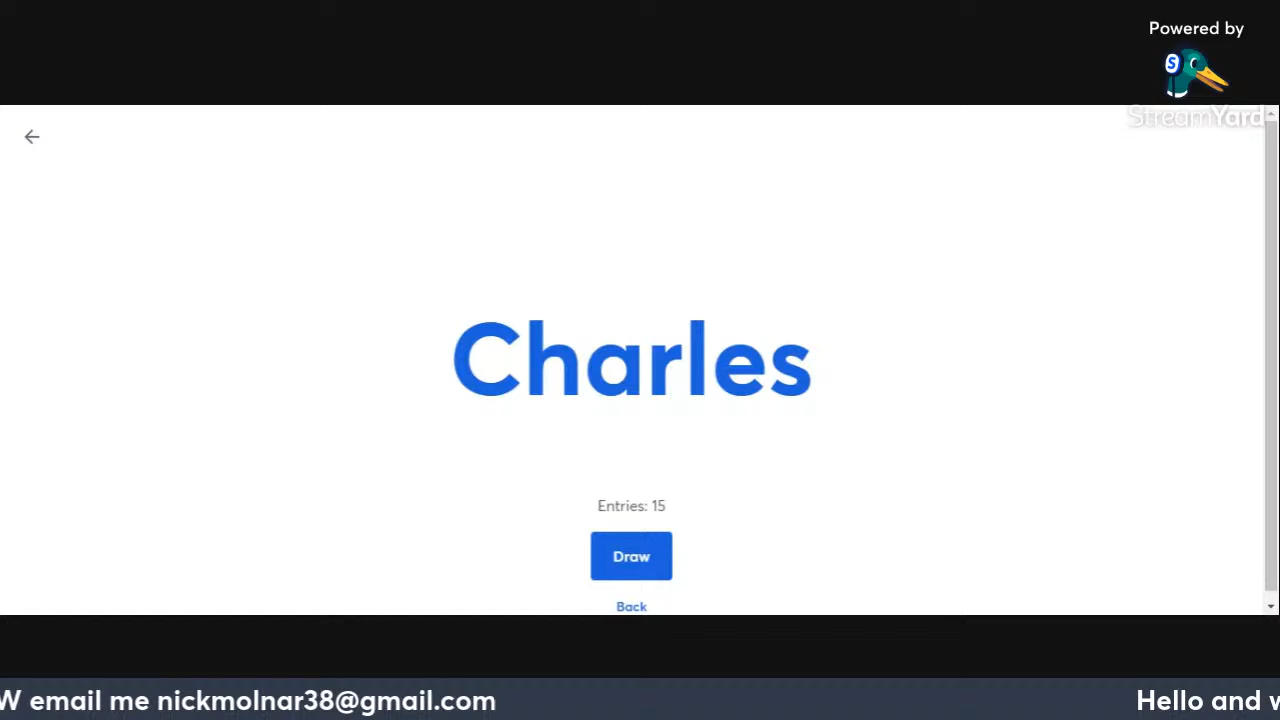 Powered by
S
StreamYard
Charles
Entries: 15
Draw
Back
W email me nickmolnar38@gmail.com
Hello and w